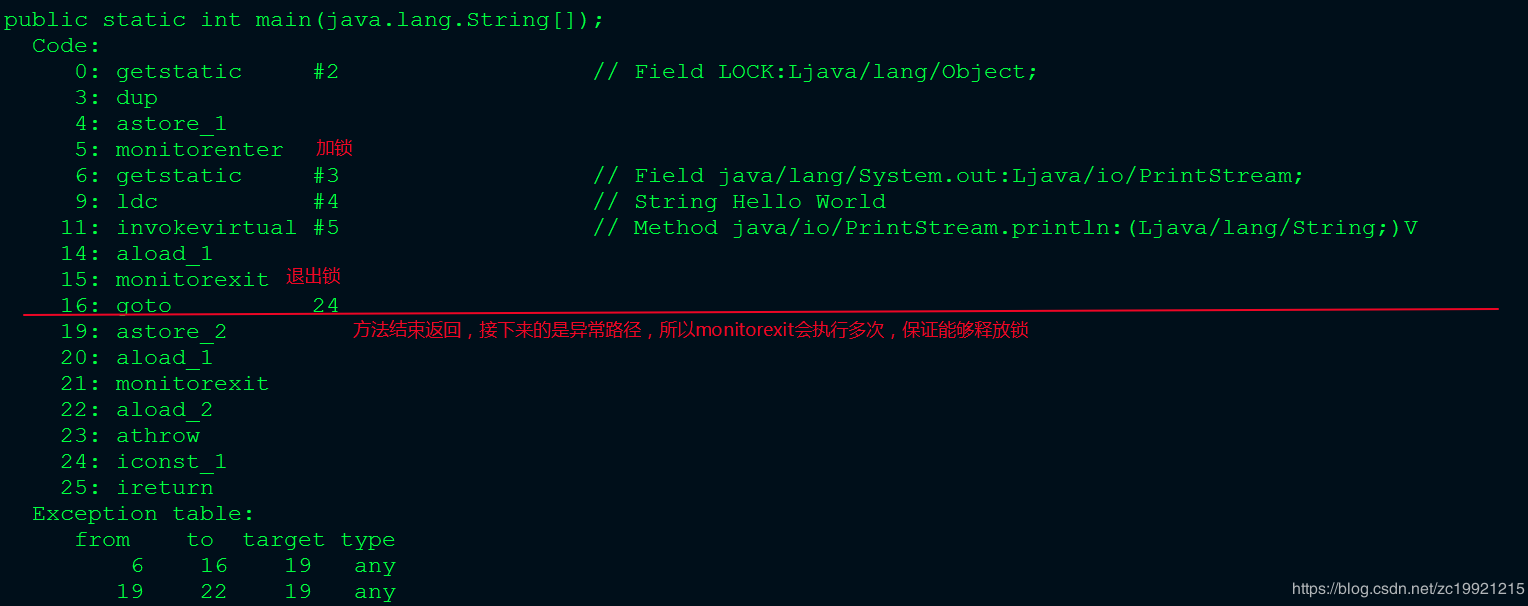 public static int main(java.lang.String[]);
Code:
0: getstatic #2 // Field LOCK:Ljava/lang/Object;
3: dup
4: astore_1
5: monitorenter 加锁
6: getstatic #3 // Field java/lang/System.out:Ljava/io/PrintStream;
9: ldc #4 // String Hello World
11: invokevirtual #5 // Method java/io/PrintStream.println:(Ljava/lang/String;)V
14: aload_1
15: monitorexit 退出锁
16: goto 24
19: astore_2 方法结束返回，接下来的是异常路径，所以monitorexit会执行多次，保证能够释放锁
20: aload_1
21: monitorexit
22: aload_2
23: athrow
24: iconst_1
25: ireturn
Exception table:
from to target type
6 16 19 any
19 22 19 any
https://blog.csdn.net/zc19921215